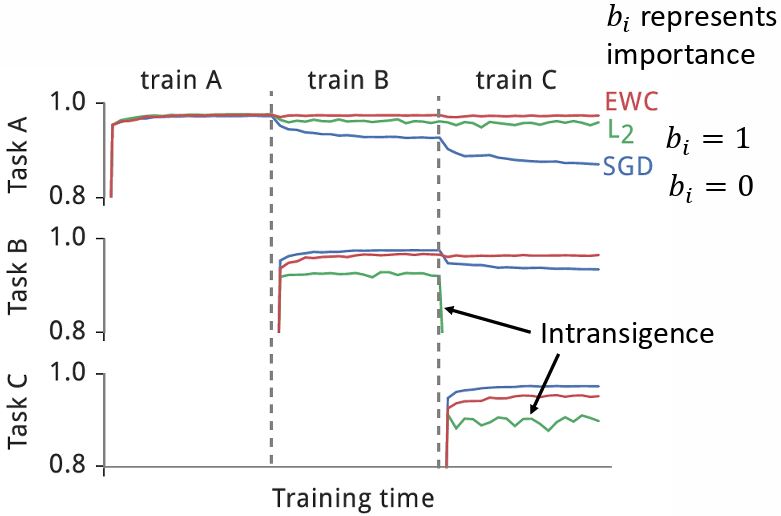 b_i represents
importance
train A train B train C
1.0
0.8
Task A
EWC
L2
SGD
b_i = 1
b_i = 0
1.0
0.8
Task B
Intransigence
1.0
0.8
Task C
Training time